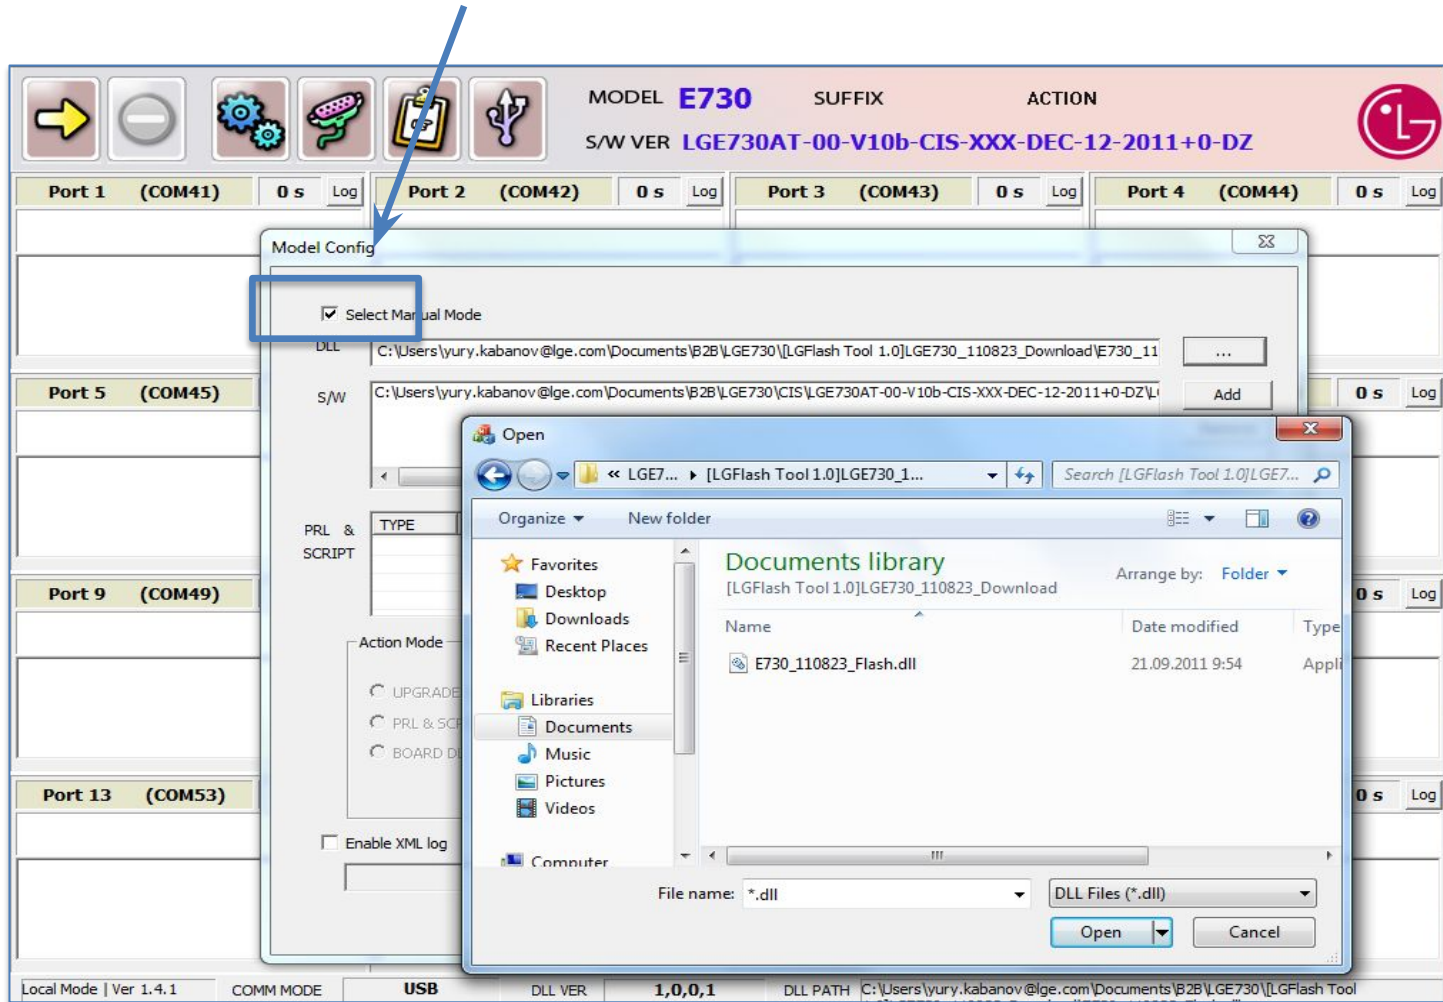 MODEL E730 SUFFIX ACTION
S/W VER LGE730AT-00-V10b-CIS-XXX-DEC-12-2011+0-DZ
LG
Port 1 (COM41) 0 s Log Port 2 (COM42) 0 s Log Port 3 (COM43) 0 s Log Port 4 (COM44) 0 s Log
Model Config
Select Manual Mode
DLL C:\Users\yury.kabanov@lge.com\Documents\B2B\LGE730\[LGFlash Tool 1.0]LGE730_110823_Download\E730_11 ...
Port 5 (COM45) S/W C:\Users\yury.kabanov@lge.com\Documents\B2B\LGE730\CIS\LGE730AT-00-V10b-CIS-XXX-DEC-12-2011+0-DZ\L Add 0 s Log
Open
« LGE7... [LGFlash Tool 1.0]LGE730_1... Search [LGFlash Tool 1.0]LGE7...
Organize New folder
PRL & SCRIPT TYPE
Favorites
Desktop
Downloads
Recent Places
Libraries
Documents
Music
Pictures
Videos
Computer
Documents library
[LGFlash Tool 1.0]LGE730_110823_Download
Arrange by: Folder
Name Date modified Type
E730_110823_Flash.dll 21.09.2011 9:54 Appli
Port 9 (COM49) 0 s Log
Action Mode
UPGRADE
PRL & SCR
BOARD DL
Port 13 (COM53) 0 s Log
Enable XML log
File name: *.dll DLL Files (*.dll)
Open Cancel
Local Mode | Ver 1.4.1 COMM MODE USB DLL VER 1,0,0,1 DLL PATH C:\Users\yury.kabanov@lge.com\Documents\B2B\LGE730\[LGFlash Tool